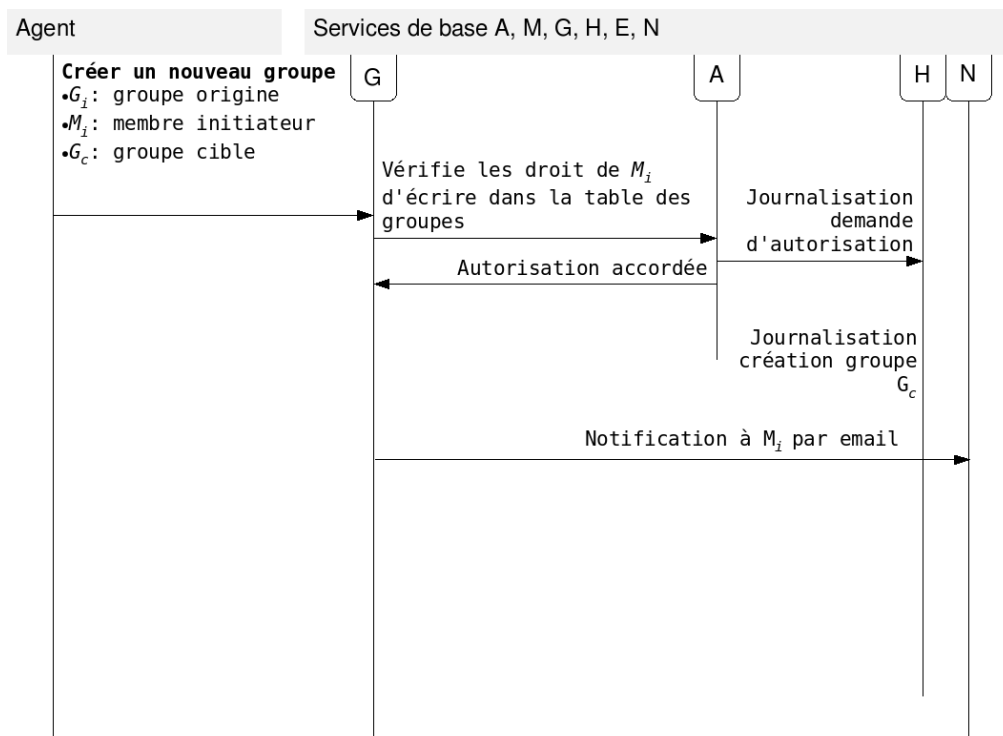 Agent
Services de base A, M, G, H, E, N
Créer un nouveau groupe
•Gi: groupe origine
•Mi: membre initiateur
•Gc: groupe cible
G
A
H
N
Vérifie les droit de Mi
d'écrire dans la table des
groupes
Journalisation
demande
d'autorisation
Autorisation accordée
Journalisation
création groupe
Gc
Notification à Mi par email